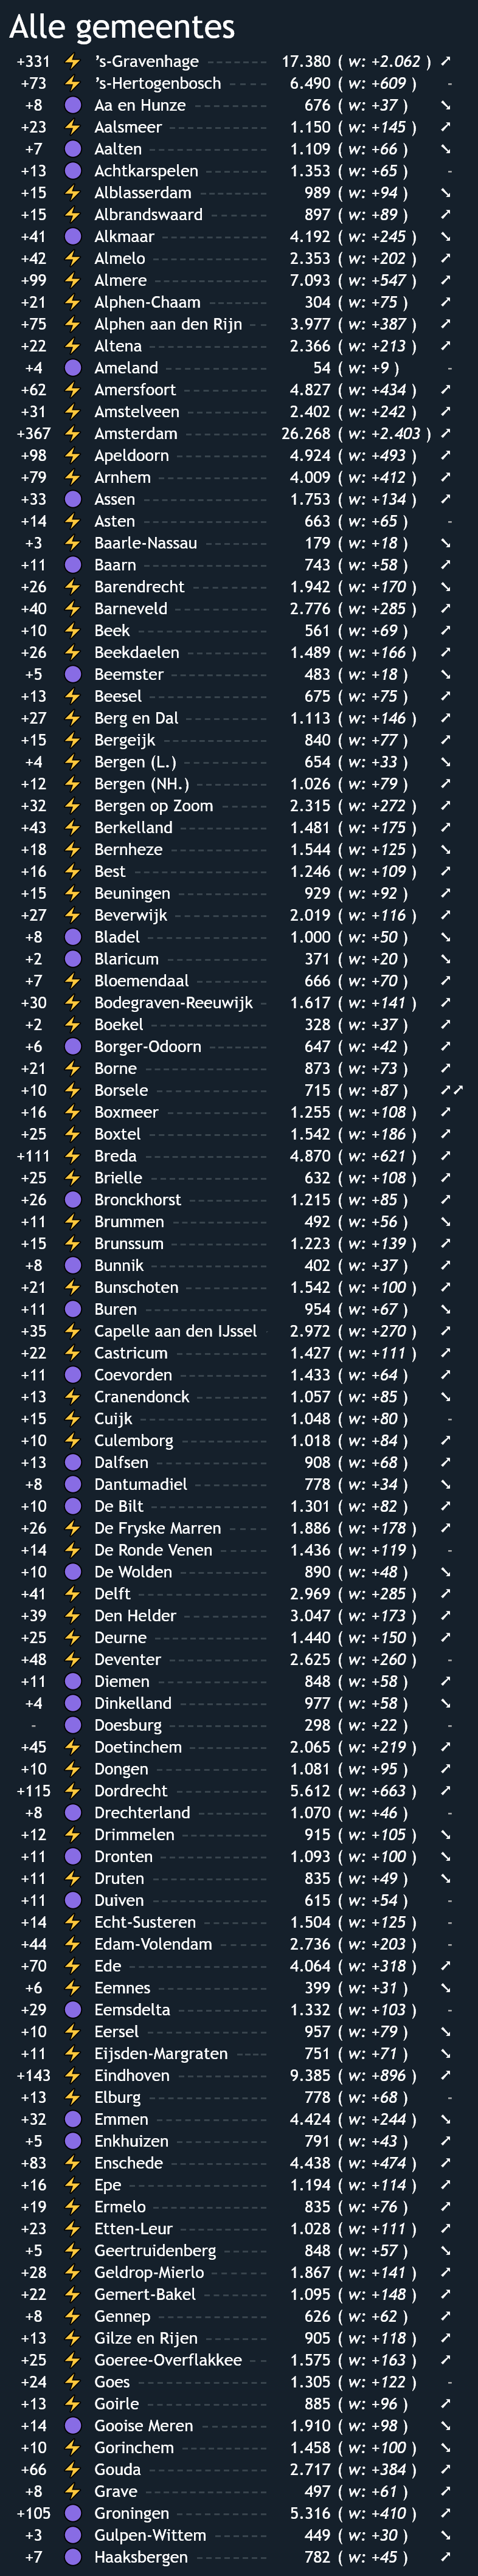 Alle gemeentes
+331 ⚡ ’s-Gravenhage 17.380 ( w: +2.062 ) ➚
+73 ⚡ ’s-Hertogenbosch 6.490 ( w: +609 ) -
+8 Aa en Hunze 676 ( w: +37 ) ➘
+23 ⚡ Aalsmeer 1.150 ( w: +145 ) ➚
+7 Aalten 1.109 ( w: +66 ) ➘
+13 Achtkarspelen 1.353 ( w: +65 ) -
+15 ⚡ Alblasserdam 989 ( w: +94 ) ➘
+15 ⚡ Albrandswaard 897 ( w: +89 ) ➚
+41 Alkmaar 4.192 ( w: +245 ) ➘
+42 ⚡ Almelo 2.353 ( w: +202 ) ➚
+99 ⚡ Almere 7.093 ( w: +547 ) ➚
+21 ⚡ Alphen-Chaam 304 ( w: +75 ) ➚
+75 ⚡ Alphen aan den Rijn 3.977 ( w: +387 ) ➚
+22 ⚡ Altena 2.366 ( w: +213 ) ➚
+4 Ameland 54 ( w: +9 ) -
+62 ⚡ Amersfoort 4.827 ( w: +434 ) ➚
+31 ⚡ Amstelveen 2.402 ( w: +242 ) ➚
+367 ⚡ Amsterdam 26.268 ( w: +2.403 ) ➚
+98 ⚡ Apeldoorn 4.924 ( w: +493 ) ➚
+79 ⚡ Arnhem 4.009 ( w: +412 ) ➚
+33 Assen 1.753 ( w: +134 ) ➚
+14 ⚡ Asten 663 ( w: +65 ) -
+3 ⚡ Baarle-Nassau 179 ( w: +18 ) ➘
+11 Baarn 743 ( w: +58 ) ➚
+26 ⚡ Barendrecht 1.942 ( w: +170 ) ➘
+40 ⚡ Barneveld 2.776 ( w: +285 ) ➚
+10 ⚡ Beek 561 ( w: +69 ) ➚
+26 ⚡ Beekdaelen 1.489 ( w: +166 ) ➚
+5 Beemster 483 ( w: +18 ) ➘
+13 ⚡ Beesel 675 ( w: +75 ) ➚
+27 ⚡ Berg en Dal 1.113 ( w: +146 ) ➚
+15 ⚡ Bergeijk 840 ( w: +77 ) ➚
+4 ⚡ Bergen (L.) 654 ( w: +33 ) ➘
+12 ⚡ Bergen (NH.) 1.026 ( w: +79 ) ➚
+32 ⚡ Bergen op Zoom 2.315 ( w: +272 ) ➚
+43 ⚡ Berkelland 1.481 ( w: +175 ) ➚
+18 ⚡ Bernheze 1.544 ( w: +125 ) ➘
+16 ⚡ Best 1.246 ( w: +109 ) ➚
+15 ⚡ Beuningen 929 ( w: +92 ) ➚
+27 ⚡ Beverwijk 2.019 ( w: +116 ) ➚
+8 Bladel 1.000 ( w: +50 ) ➘
+2 Blaricum 371 ( w: +20 ) ➘
+7 ⚡ Bloemendaal 666 ( w: +70 ) ➚
+30 ⚡ Bodegraven-Reeuwijk 1.617 ( w: +141 ) ➚
+2 ⚡ Boekel 328 ( w: +37 ) ➚
+6 Borger-Odoorn 647 ( w: +42 ) ➚
+21 ⚡ Borne 873 ( w: +73 ) ➚
+10 ⚡ Borsele 715 ( w: +87 ) ➚➚
+16 ⚡ Boxmeer 1.255 ( w: +108 ) ➚
+25 ⚡ Boxtel 1.542 ( w: +186 ) ➚
+111 ⚡ Breda 4.870 ( w: +621 ) ➚
+25 ⚡ Brielle 632 ( w: +108 ) ➚
+26 Bronckhorst 1.215 ( w: +85 ) ➚
+11 ⚡ Brummen 492 ( w: +56 ) ➘
+15 ⚡ Brunssum 1.223 ( w: +139 ) ➚
+8 Bunnik 402 ( w: +37 ) ➚
+21 ⚡ Bunschoten 1.542 ( w: +100 ) ➚
+11 Buren 954 ( w: +67 ) ➘
+35 ⚡ Capelle aan den IJssel 2.972 ( w: +270 ) ➚
+22 ⚡ Castricum 1.427 ( w: +111 ) ➚
+11 Coevorden 1.433 ( w: +64 ) ➚
+13 ⚡ Cranendonck 1.057 ( w: +85 ) ➘
+15 ⚡ Cuijk 1.048 ( w: +80 ) -
+10 ⚡ Culemborg 1.018 ( w: +84 ) ➚
+13 Dalfsen 908 ( w: +68 ) ➚
+8 Dantumadiel 778 ( w: +34 ) ➘
+10 De Bilt 1.301 ( w: +82 ) ➚
+26 ⚡ De Fryske Marren 1.886 ( w: +178 ) ➚
+14 ⚡ De Ronde Venen 1.436 ( w: +119 ) -
+10 De Wolden 890 ( w: +48 ) ➘
+41 ⚡ Delft 2.969 ( w: +285 ) ➚
+39 ⚡ Den Helder 3.047 ( w: +173 ) ➚
+25 ⚡ Deurne 1.440 ( w: +150 ) ➚
+48 ⚡ Deventer 2.625 ( w: +260 ) -
+11 Diemen 848 ( w: +58 ) ➚
+4 Dinkelland 977 ( w: +58 ) ➘
- Doesburg 298 ( w: +22 ) -
+45 ⚡ Doetinchem 2.065 ( w: +219 ) ➚
+10 ⚡ Dongen 1.081 ( w: +95 ) ➚
+115 ⚡ Dordrecht 5.612 ( w: +663 ) ➚
+8 Drechterland 1.070 ( w: +46 ) -
+12 ⚡ Drimmelen 915 ( w: +105 ) ➘
+11 Dronten 1.093 ( w: +100 ) ➘
+11 ⚡ Druten 835 ( w: +49 ) ➘
+11 Duiven 615 ( w: +54 ) -
+14 ⚡ Echt-Susteren 1.504 ( w: +125 ) -
+44 ⚡ Edam-Volendam 2.736 ( w: +203 ) -
+70 ⚡ Ede 4.064 ( w: +318 ) ➚
+6 ⚡ Eemnes 399 ( w: +31 ) ➘
+29 Eemsdelta 1.332 ( w: +103 ) -
+10 ⚡ Eersel 957 ( w: +79 ) ➘
+11 ⚡ Eijsden-Margraten 751 ( w: +71 ) ➘
+143 ⚡ Eindhoven 9.385 ( w: +896 ) ➚
+13 ⚡ Elburg 778 ( w: +68 ) -
+32 Emmen 4.424 ( w: +244 ) ➘
+5 Enkhuizen 791 ( w: +43 ) ➚
+83 ⚡ Enschede 4.438 ( w: +474 ) ➚
+16 ⚡ Epe 1.194 ( w: +114 ) ➚
+19 ⚡ Ermelo 835 ( w: +76 ) ➚
+23 ⚡ Etten-Leur 1.028 ( w: +111 ) ➚
+5 ⚡ Geertruidenberg 848 ( w: +57 ) ➘
+28 ⚡ Geldrop-Mierlo 1.867 ( w: +141 ) ➚
+22 ⚡ Gemert-Bakel 1.095 ( w: +148 ) ➚
+8 ⚡ Gennep 626 ( w: +62 ) ➚
+13 ⚡ Gilze en Rijen 905 ( w: +118 ) ➚
+25 ⚡ Goeree-Overflakkee 1.575 ( w: +163 ) ➚
+24 ⚡ Goes 1.305 ( w: +122 ) -
+13 ⚡ Goirle 885 ( w: +96 ) ➚
+14 Gooise Meren 1.910 ( w: +98 ) ➘
+10 ⚡ Gorinchem 1.458 ( w: +100 ) ➘
+66 ⚡ Gouda 2.717 ( w: +384 ) ➚
+8 ⚡ Grave 497 ( w: +61 ) ➚
+105 Groningen 5.316 ( w: +410 ) ➚
+3 Gulpen-Wittem 449 ( w: +30 ) ➘
+7 Haaksbergen 782 ( w: +45 ) ➚